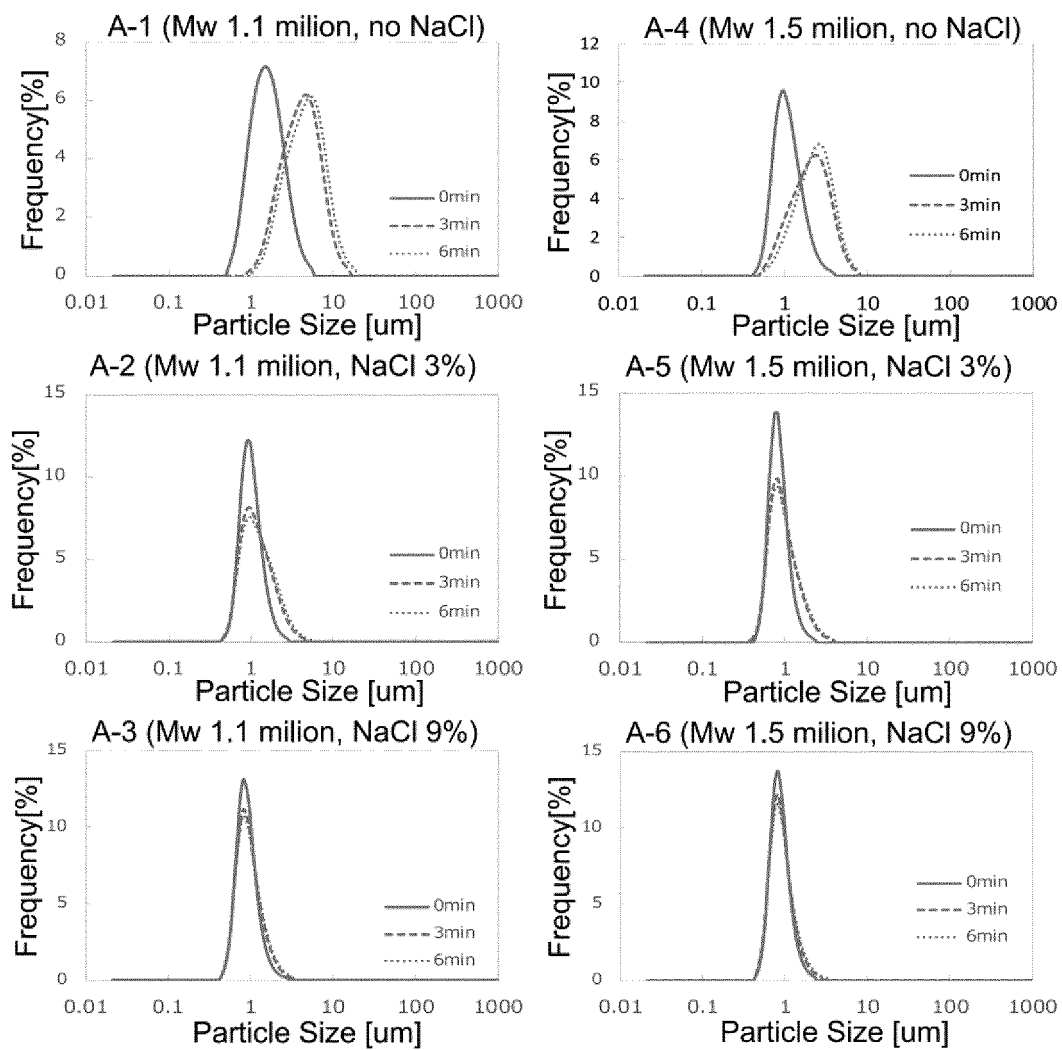 A-1 (Mw 1.1 milion, no NaCl)
Frequency[%]
8
6
4
2
0
0min
3min
6min
0.01 0.1 1 10 100 1000
Particle Size [um]
A-4 (Mw 1.5 milion, no NaCl)
Frequency[%]
12
10
8
6
4
2
0
0min
3min
6min
0.01 0.1 1 10 100 1000
Particle Size [um]
A-2 (Mw 1.1 milion, NaCl 3%)
Frequency[%]
15
10
5
0
0min
3min
6min
0.01 0.1 1 10 100 1000
Particle Size [um]
A-5 (Mw 1.5 milion, NaCl 3%)
Frequency[%]
15
10
5
0
0min
3min
6min
0.01 0.1 1 10 100 1000
Particle Size [um]
A-3 (Mw 1.1 milion, NaCl 9%)
Frequency[%]
15
10
5
0
0min
3min
6min
0.01 0.1 1 10 100 1000
Particle Size [um]
A-6 (Mw 1.5 milion, NaCl 9%)
Frequency[%]
15
10
5
0
0min
3min
6min
0.01 0.1 1 10 100 1000
Particle Size [um]